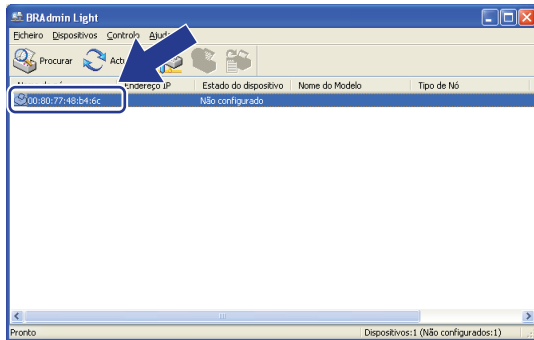 BRAdmin Light
Ficheiro Dispositivos Controlo
Procurar
Endereço IP Estado do dispositivo Nome do Modelo Tipo de Nó
00:80:77:48:b4:6c Não configurado
Pronto Dispositivos:1 (Não configurados:1)